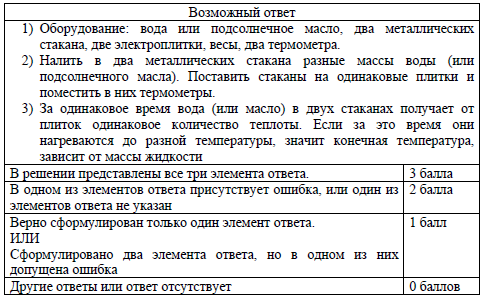 Возможный ответ
1) Оборудование: вода или подсолнечное масло, два металлических
стакана, две электроплитки, весы, два термометра.
2) Налить в два металлических стакана разные массы воды (или
подсолнечного масла). Поставить стаканы на одинаковые плитки и
поместить в них термометры.
3) За одинаковое время вода (или масло) в двух стаканах получает от
плиток одинаковое количество теплоты. Если за это время они
нагреваются до разной температуры, значит конечная температура,
зависит от массы жидкости
В решении представлены все три элемента ответа. 3 балла
В одном из элементов ответа присутствует ошибка, или один из 2 балла
элементов ответа не указан
Верно сформулирован только один элемент ответа. 1 балл
ИЛИ
Сформулировано два элемента ответа, но в одном из них
допущена ошибка
Другие ответы или ответ отсутствует 0 баллов